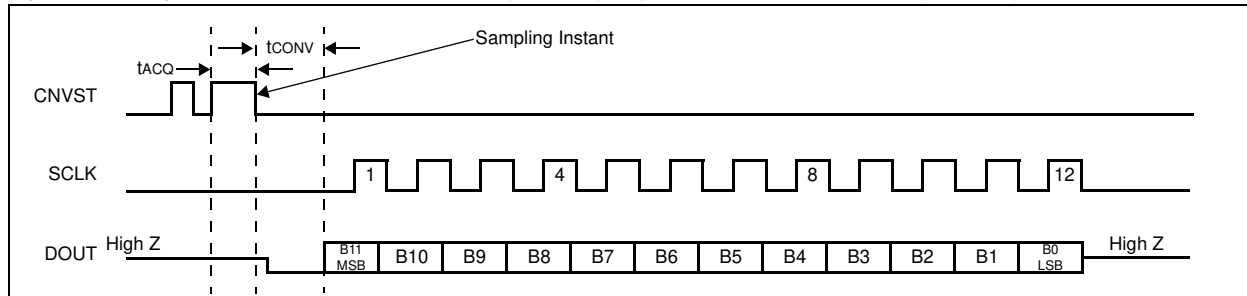 tCONV
Sampling Instant
tACQ
CNVST
SCLK
1
4
8
12
DOUT
High Z
B11
MSB
B10
B9
B8
B7
B6
B5
B4
B3
B2
B1
B0
LSB
High Z